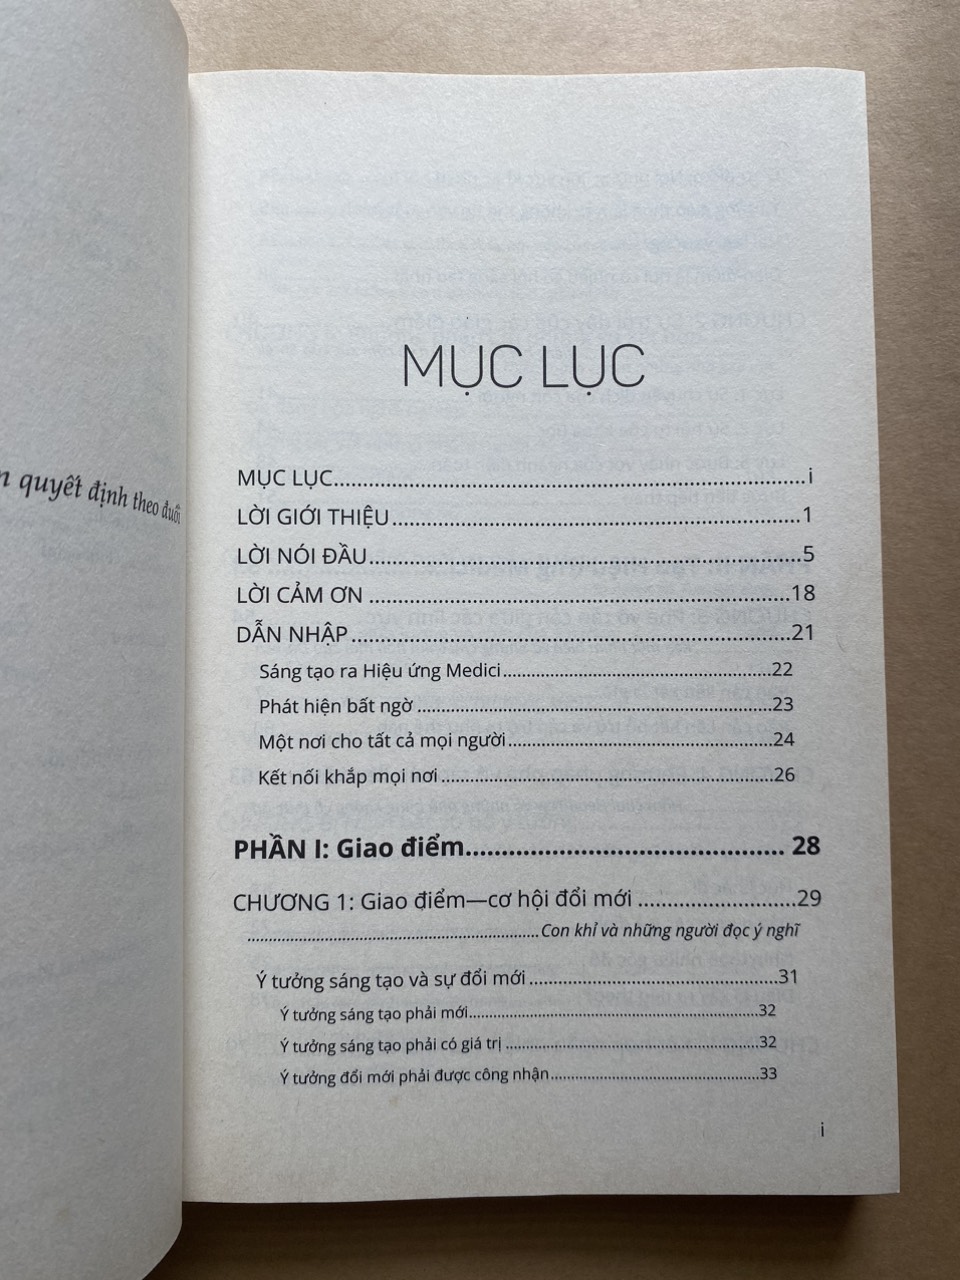 quyết định theo đuổi
MỤC LỤC
MỤC LỤC....................................................................................i
LỜI GIỚI THIỆU..........................................................................1
LỜI NÓI ĐẦU..............................................................................5
LỜI CẢM ƠN ...........................................................................18
DẪN NHẬP...............................................................................21
Sáng tạo ra Hiệu ứng Medici.....................................................22
Phát hiện bất ngờ .....................................................................23
Một nơi cho tất cả mọi người.....................................................24
Kết nối khắp mọi nơi .................................................................26
PHẦN I: Giao điểm............................................. 28
CHƯƠNG 1: Giao điểm—cơ hội đổi mới ............................29
................................................................Con khỉ và những người đọc ý nghĩ
Ý tưởng sáng tạo và sự đổi mới .............................................31
Ý tưởng sáng tạo phải mới...............................................................32
Ý tưởng sáng tạo phải có giá trị .......................................................32
Ý tưởng đổi mới phải được công nhận..............................................33
i